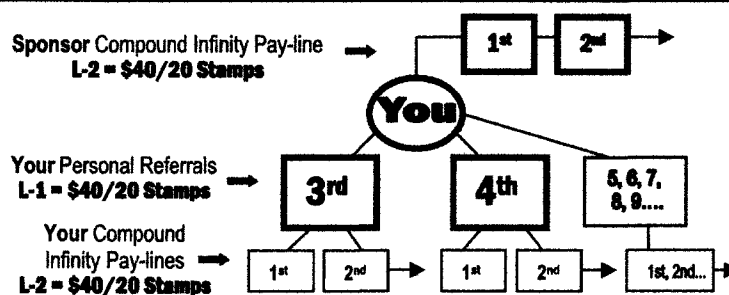 Sponsor Compound Infinity Pay-line
L-2 = $40/20 Stamps
1st
2nd
You
Your Personal Referrals
L-1 = $40/20 Stamps
3rd
4th
5, 6, 7,
8, 9....
Your Compound
Infinity Pay-lines
L-2 = $40/20 Stamps
1st
2nd
1st
2nd
1st, 2nd...